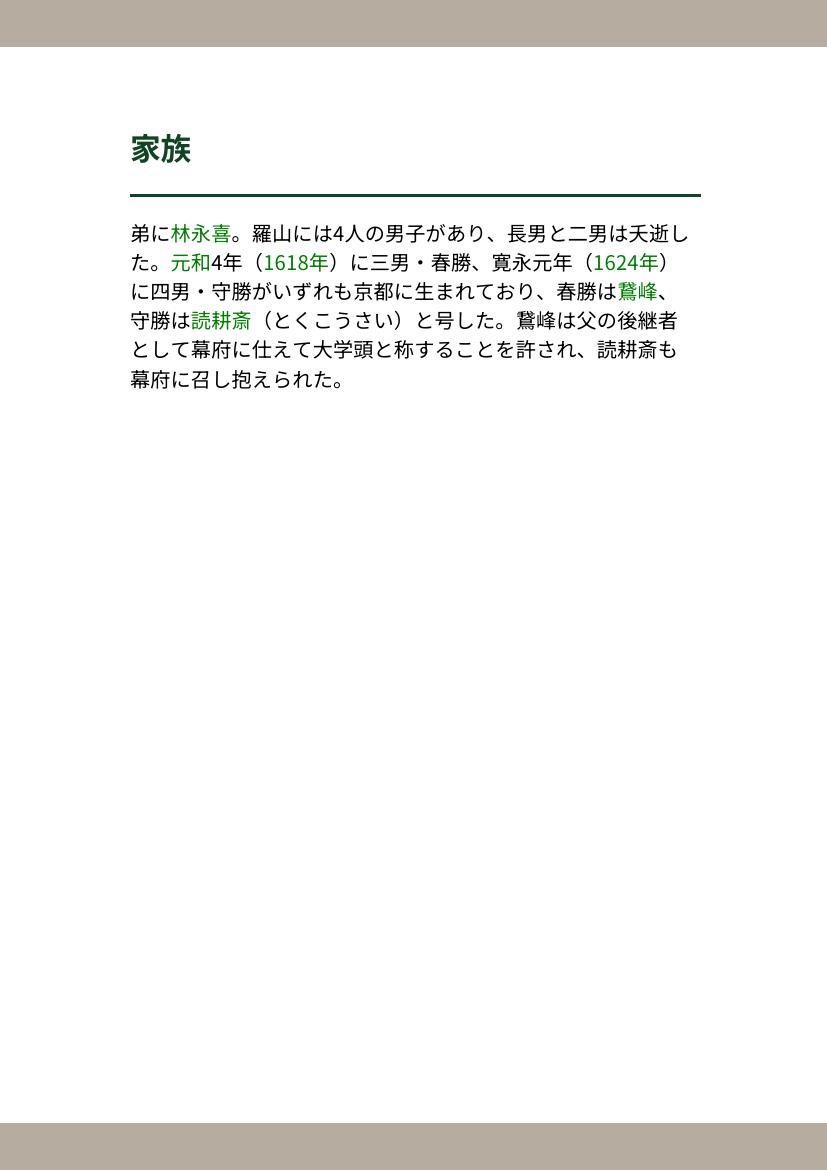 家族
弟に林永喜。羅山には4人の男子があり、長男と二男は夭逝し
た。元和4年（1618年）に三男・春勝、寛永元年（1624年）
に四男・守勝がいずれも京都に生まれており、春勝は鵞峰、
守勝は読耕斎（とくこうさい）と号した。鵞峰は父の後継者
として幕府に仕えて大学頭と称することを許され、読耕斎も
幕府に召し抱えられた。